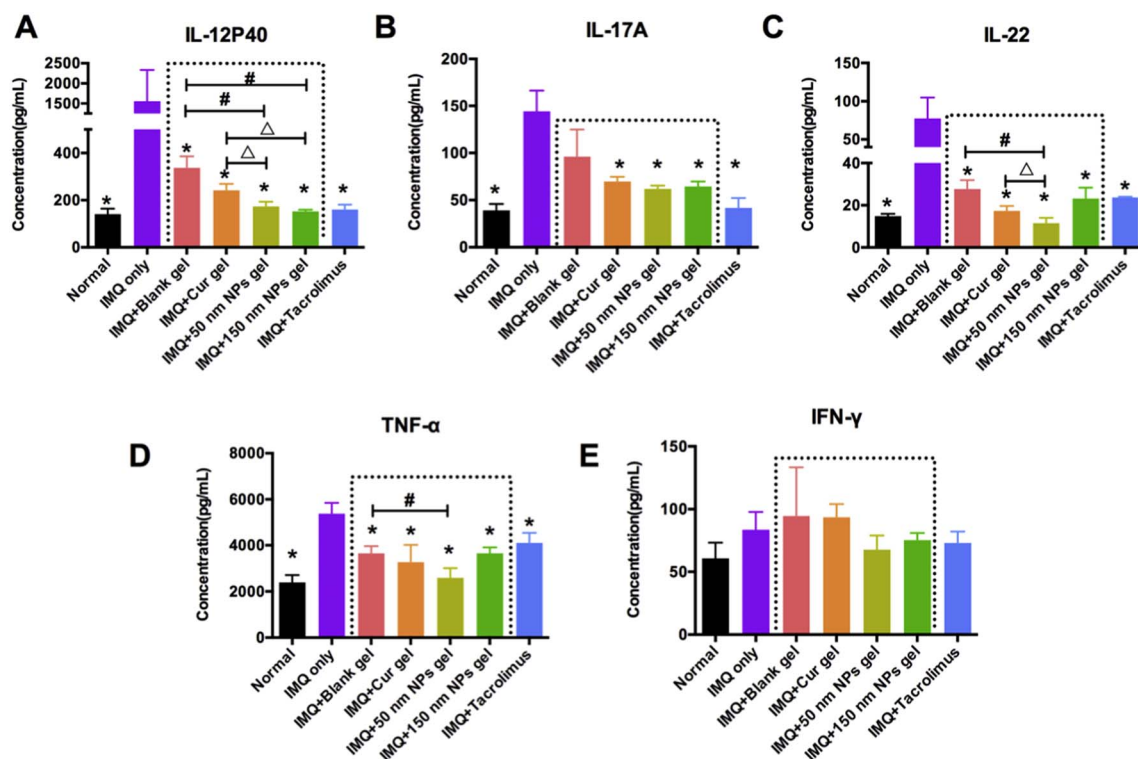 A
IL-12P40
Concentration(pg/mL)
2500
1500
500
400
200
0
#
#
△
△
* * * * * *
Normal
IMQ only
IMQ+Blank gel
IMQ+Cur gel
IMQ+50 nm NPs gel
IMQ+150 nm NPs gel
IMQ+Tacrolimus
B
IL-17A
Concentration(pg/mL)
200
150
100
50
0
* * * * *
Normal
IMQ only
IMQ+Blank gel
IMQ+Cur gel
IMQ+50 nm NPs gel
IMQ+150 nm NPs gel
IMQ+Tacrolimus
C
IL-22
Concentration(pg/mL)
150
100
50
40
20
0
#
△
* * * * * *
Normal
IMQ only
IMQ+Blank gel
IMQ+Cur gel
IMQ+50 nm NPs gel
IMQ+150 nm NPs gel
IMQ+Tacrolimus
D
TNF-α
Concentration(pg/mL)
8000
6000
4000
2000
0
#
* * * * * *
Normal
IMQ only
IMQ+Blank gel
IMQ+Cur gel
IMQ+50 nm NPs gel
IMQ+150 nm NPs gel
IMQ+Tacrolimus
E
IFN-γ
Concentration(pg/mL)
150
100
50
0
Normal
IMQ only
IMQ+Blank gel
IMQ+Cur gel
IMQ+50 nm NPs gel
IMQ+150 nm NPs gel
IMQ+Tacrolimus